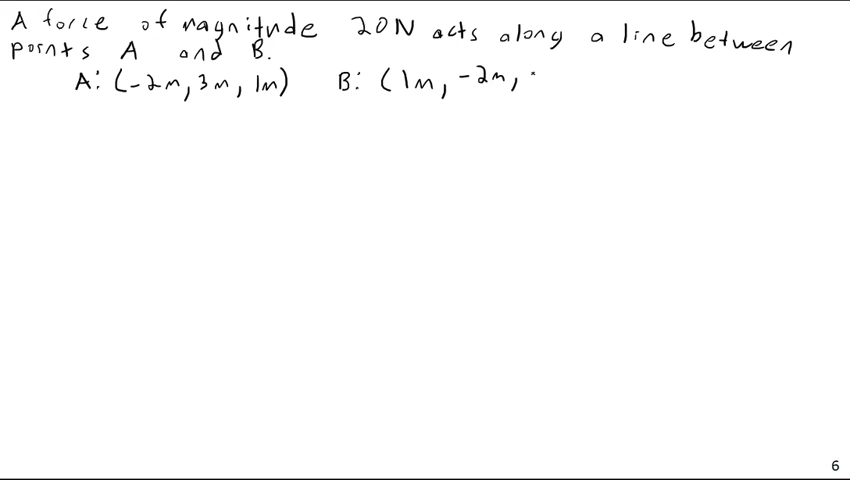 A force of magnitude 20N acts along a line between
points A and B.
A: (-2m, 3m, 1m) B: (1m, -2m,
6